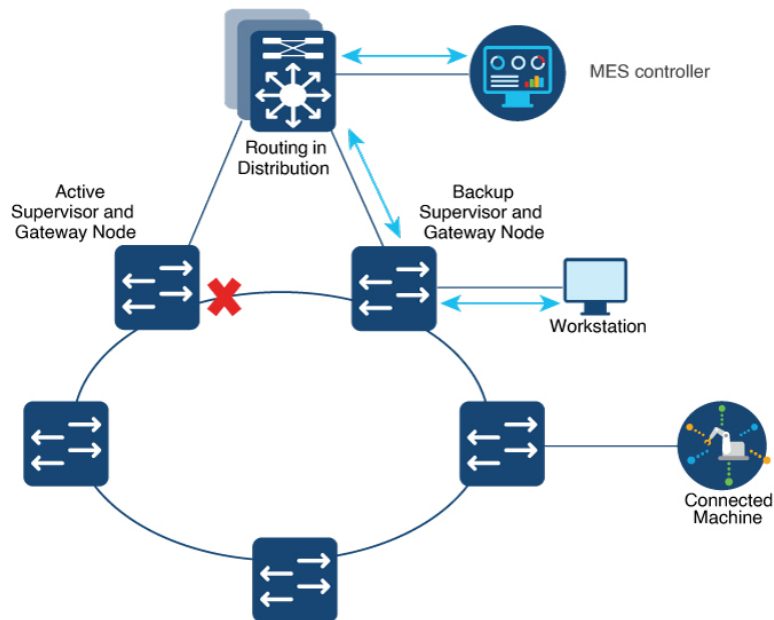 MES controller
Routing in
Distribution
Active
Supervisor and
Gateway Node
Backup
Supervisor and
Gateway Node
Workstation
Connected
Machine